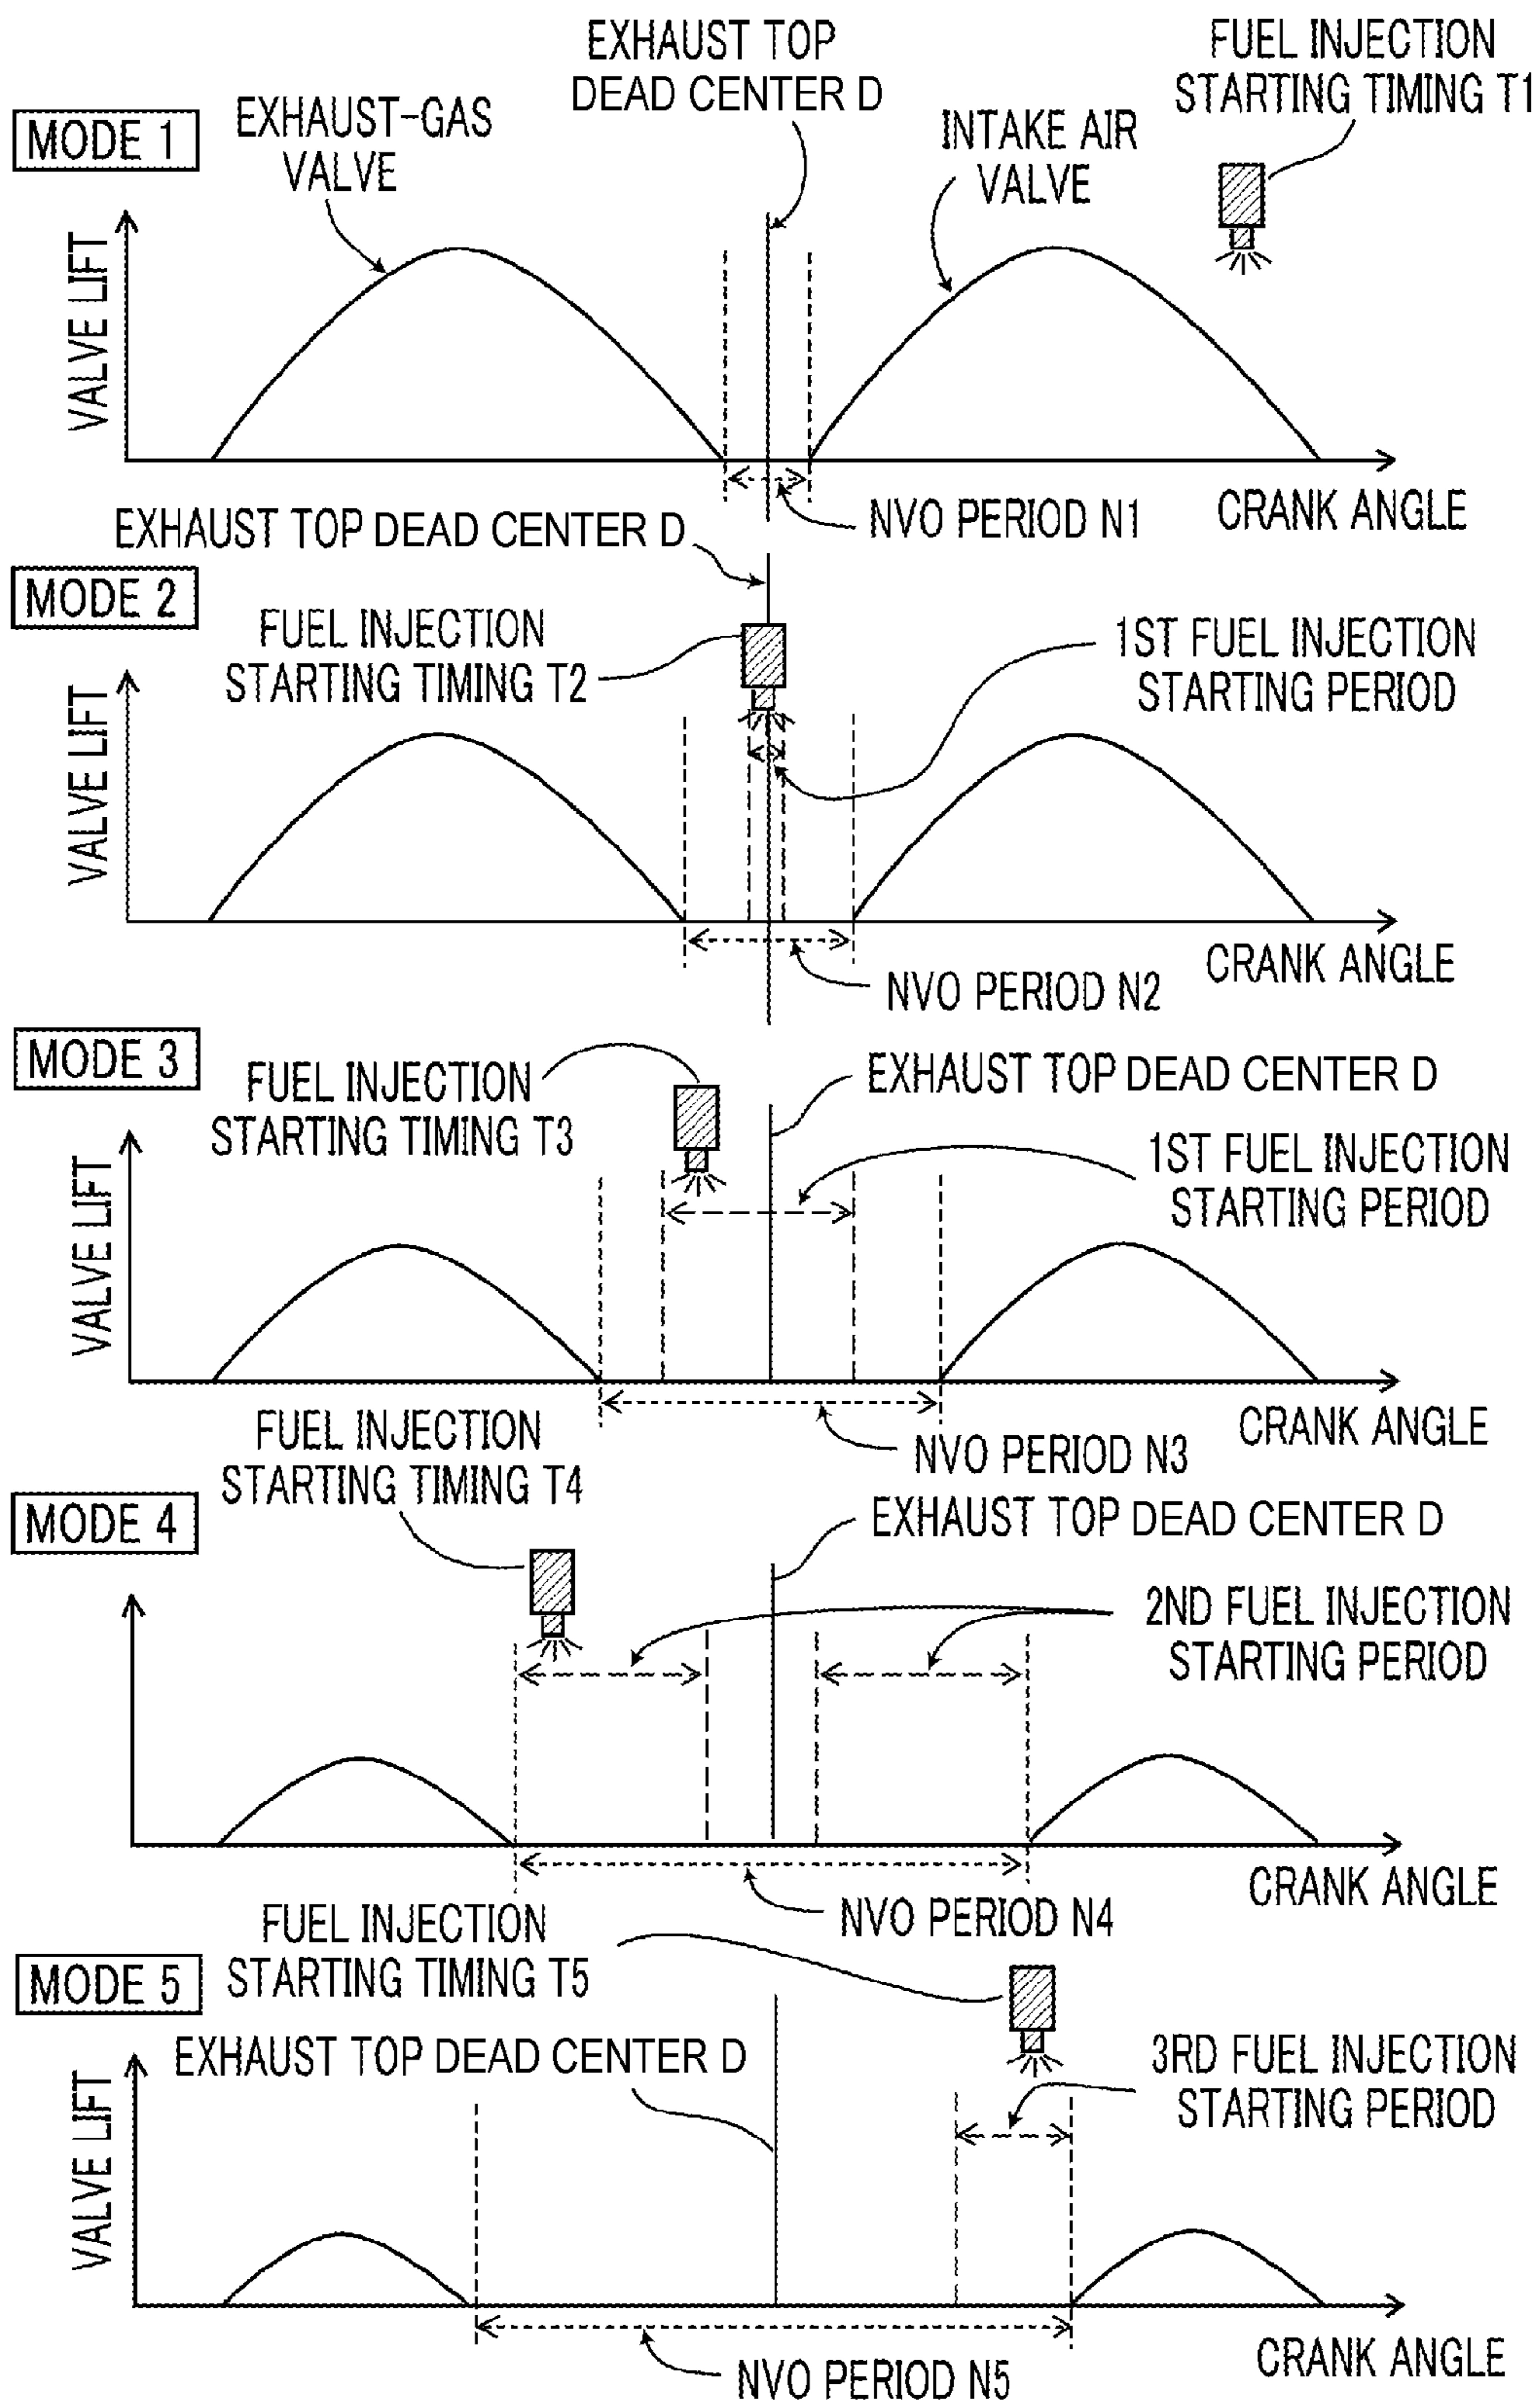 EXHAUST TOP
DEAD CENTER D
FUEL INJECTION
STARTING TIMING T1
MODE 1
EXHAUST-GAS
VALVE
INTAKE AIR
VALVE
VALVE LIFT
NVO PERIOD N1
CRANK ANGLE
EXHAUST TOP DEAD CENTER D
MODE 2
FUEL INJECTION
STARTING TIMING T2
1ST FUEL INJECTION
STARTING PERIOD
VALVE LIFT
CRANK ANGLE
NVO PERIOD N2
MODE 3
FUEL INJECTION
STARTING TIMING T3
EXHAUST TOP DEAD CENTER D
1ST FUEL INJECTION
STARTING PERIOD
VALVE LIFT
CRANK ANGLE
NVO PERIOD N3
FUEL INJECTION
STARTING TIMING T4
MODE 4
EXHAUST TOP DEAD CENTER D
2ND FUEL INJECTION
STARTING PERIOD
CRANK ANGLE
NVO PERIOD N4
FUEL INJECTION
STARTING TIMING T5
MODE 5
EXHAUST TOP DEAD CENTER D
3RD FUEL INJECTION
STARTING PERIOD
VALVE LIFT
CRANK ANGLE
NVO PERIOD N5